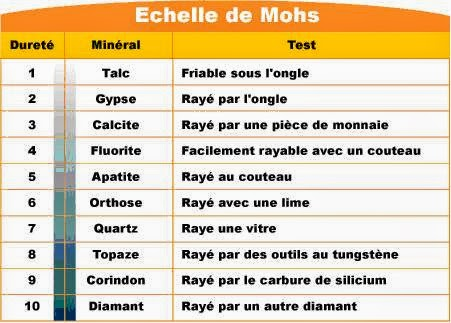 Echelle de Mohs
Dureté Minéral Test
1 Talc Friable sous l'ongle
2 Gypse Rayé par l'ongle
3 Calcite Rayé par une pièce de monnaie
4 Fluorite Facilement rayable avec un couteau
5 Apatite Rayé au couteau
6 Orthose Rayé avec une lime
7 Quartz Raye une vitre
8 Topaze Rayé par des outils au tungstène
9 Corindon Rayé par le carbure de silicium
10 Diamant Rayé par un autre diamant